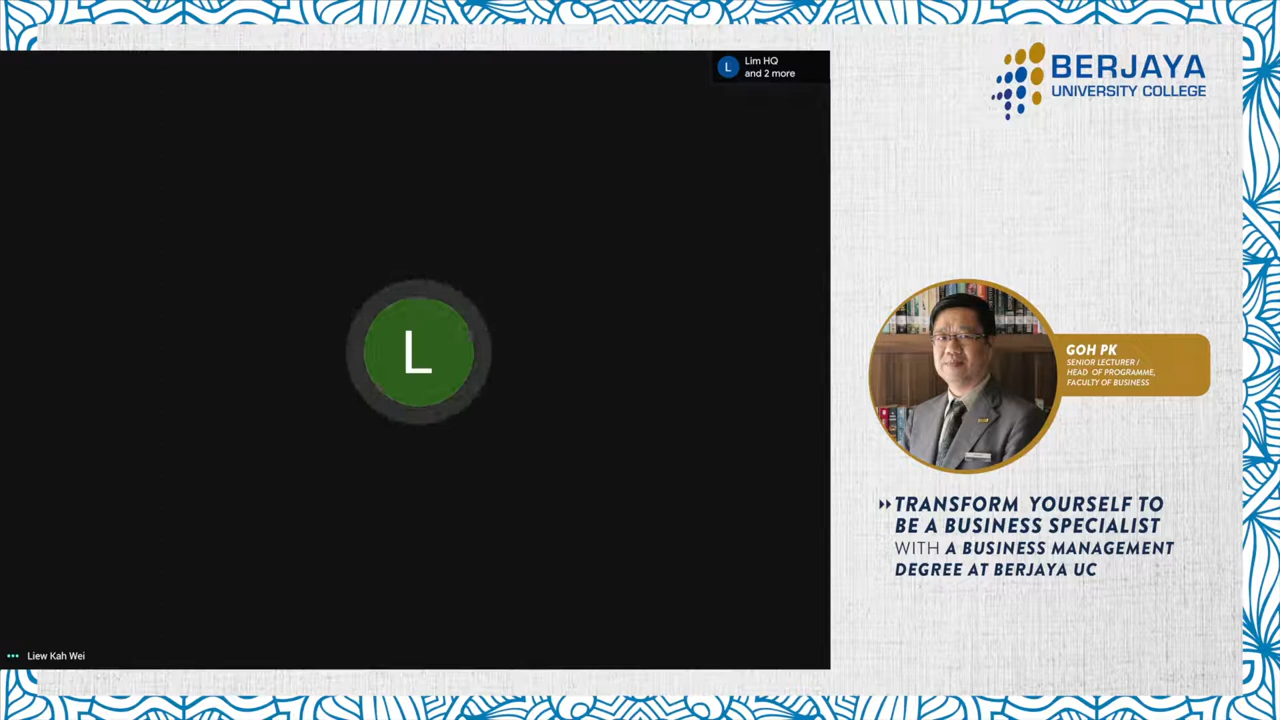 L
Lim HQ
and 2 more
L
Liew Kah Wei
BERJAYA
UNIVERSITY COLLEGE
GOH PK
SENIOR LECTURER /
HEAD OF PROGRAMME,
FACULTY OF BUSINESS
TRANSFORM YOURSELF TO
BE A BUSINESS SPECIALIST
WITH A BUSINESS MANAGEMENT
DEGREE AT BERJAYA UC